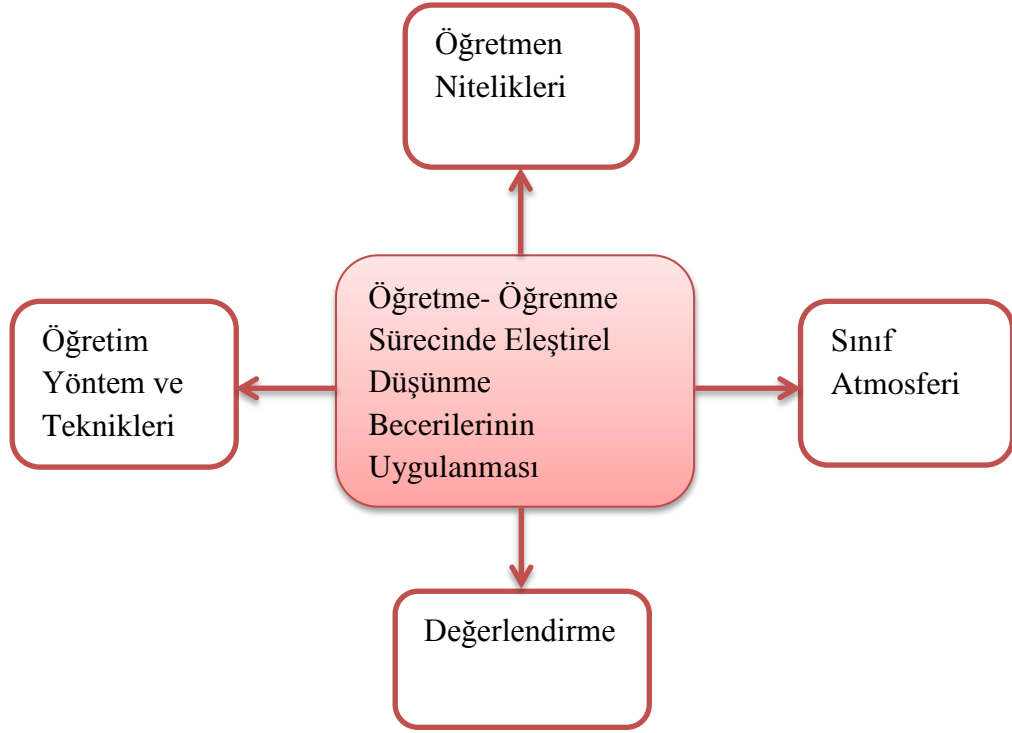 Öğretmen
Nitelikleri
Öğretim
Yöntem ve
Teknikleri
Öğretme- Öğrenme
Sürecinde Eleştirel
Düşünme
Becerilerinin
Uygulanması
Sınıf
Atmosferi
Değerlendirme